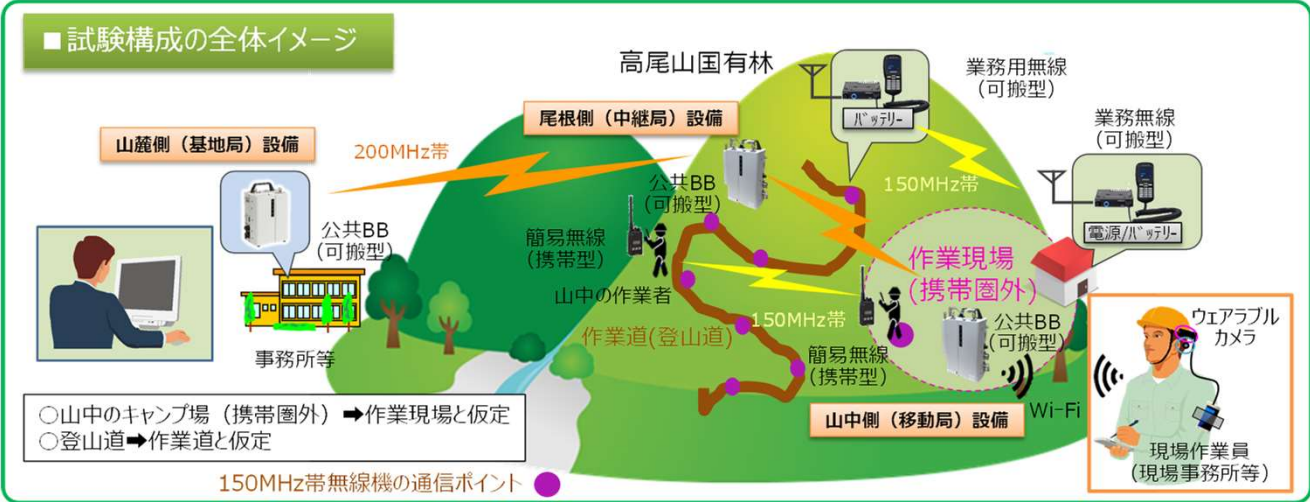 ■試験構成の全体イメージ
高尾山国有林
業務用無線
(可搬型)
バッテリー
業務無線
(可搬型)
電源/バッテリー
尾根側（中継局）設備
山麓側（基地局）設備
200MHz帯
150MHz帯
公共BB
(可搬型)
公共BB
(可搬型)
簡易無線
(携帯型)
作業現場
(携帯圏外)
山中の作業者
150MHz帯
作業道(登山道)
事務所等
簡易無線
(携帯型)
公共BB
(可搬型)
ウェアラブル
カメラ
Wi-Fi
山中側（移動局）設備
現場作業員
(現場事務所等)
○山中のキャンプ場（携帯圏外）➡作業現場と仮定
○登山道➡作業道と仮定
150MHz帯無線機の通信ポイント